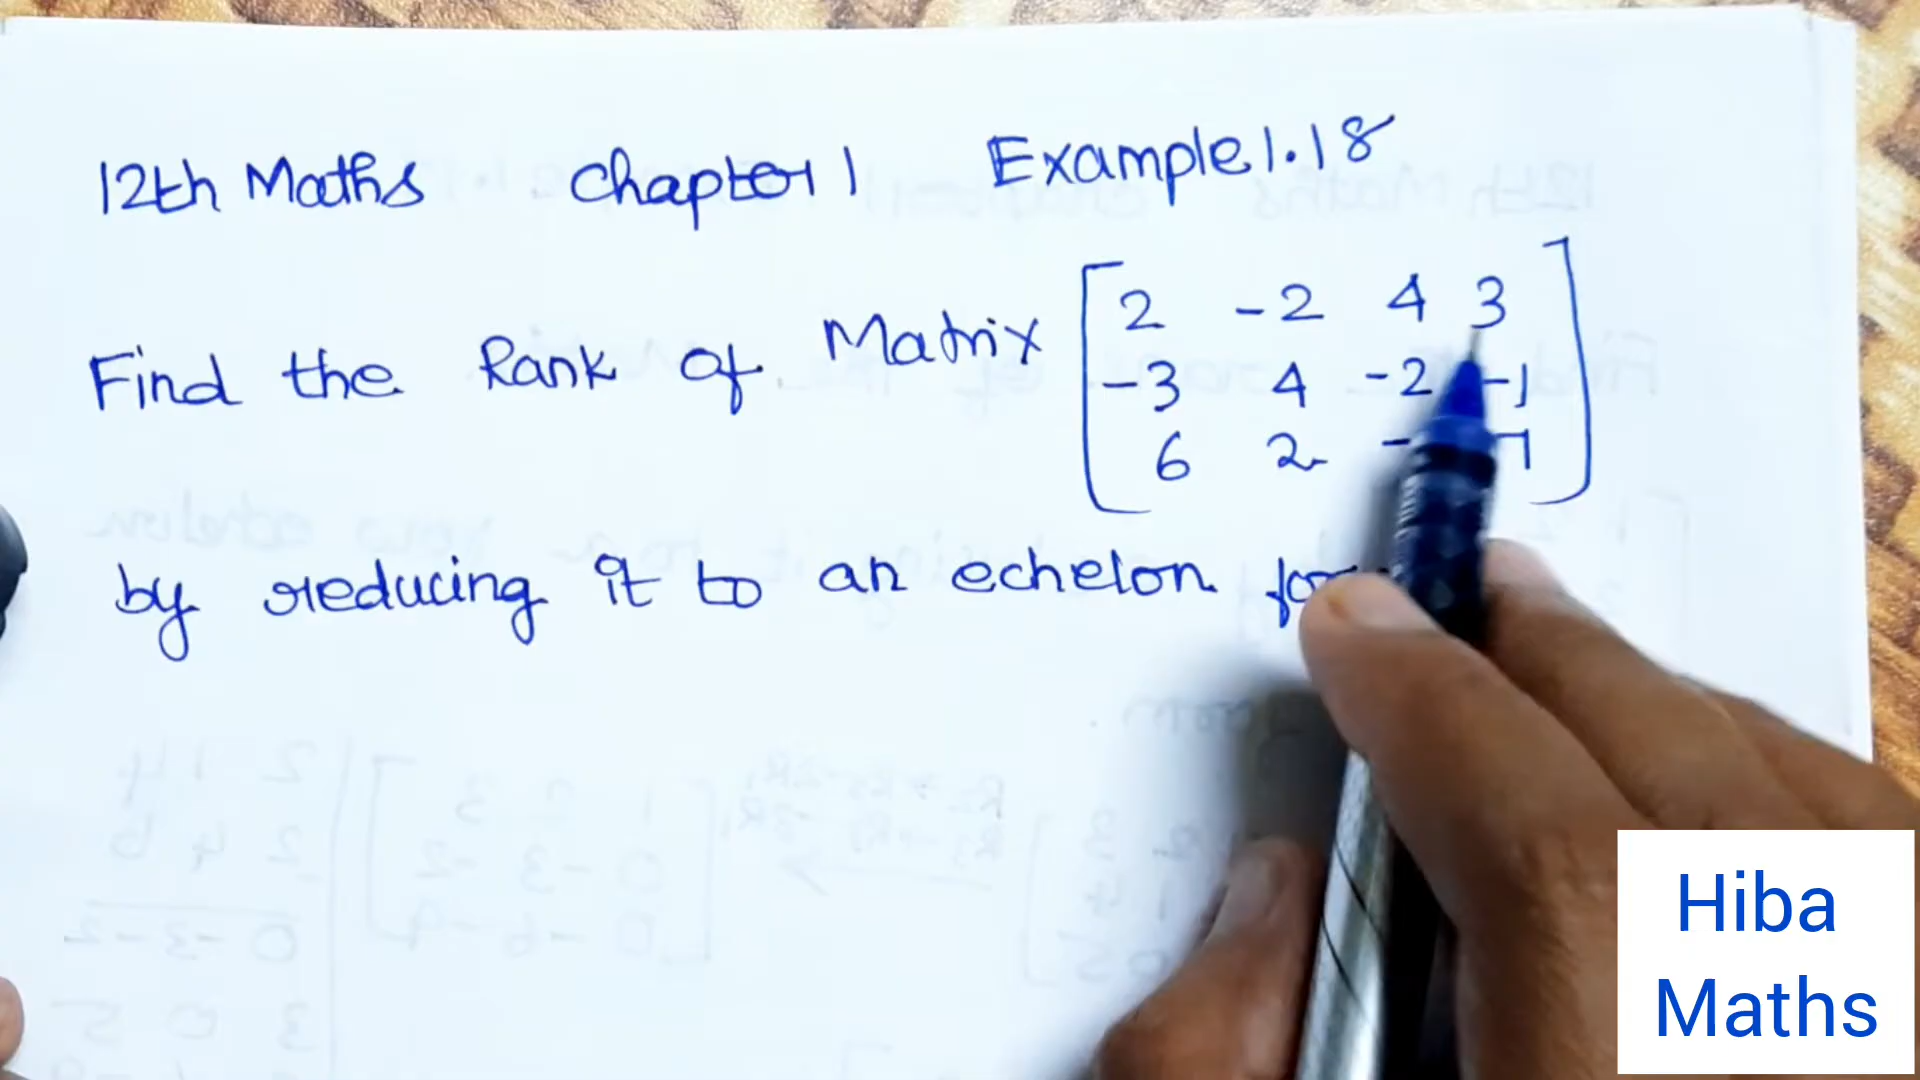 12th Maths Chapter 1 Example 1.18
Find the Rank of Matrix
2 -2 4 3
-3 4 -2 -1
6 2 - 7
by reducing it to an echelon
Hiba
Maths